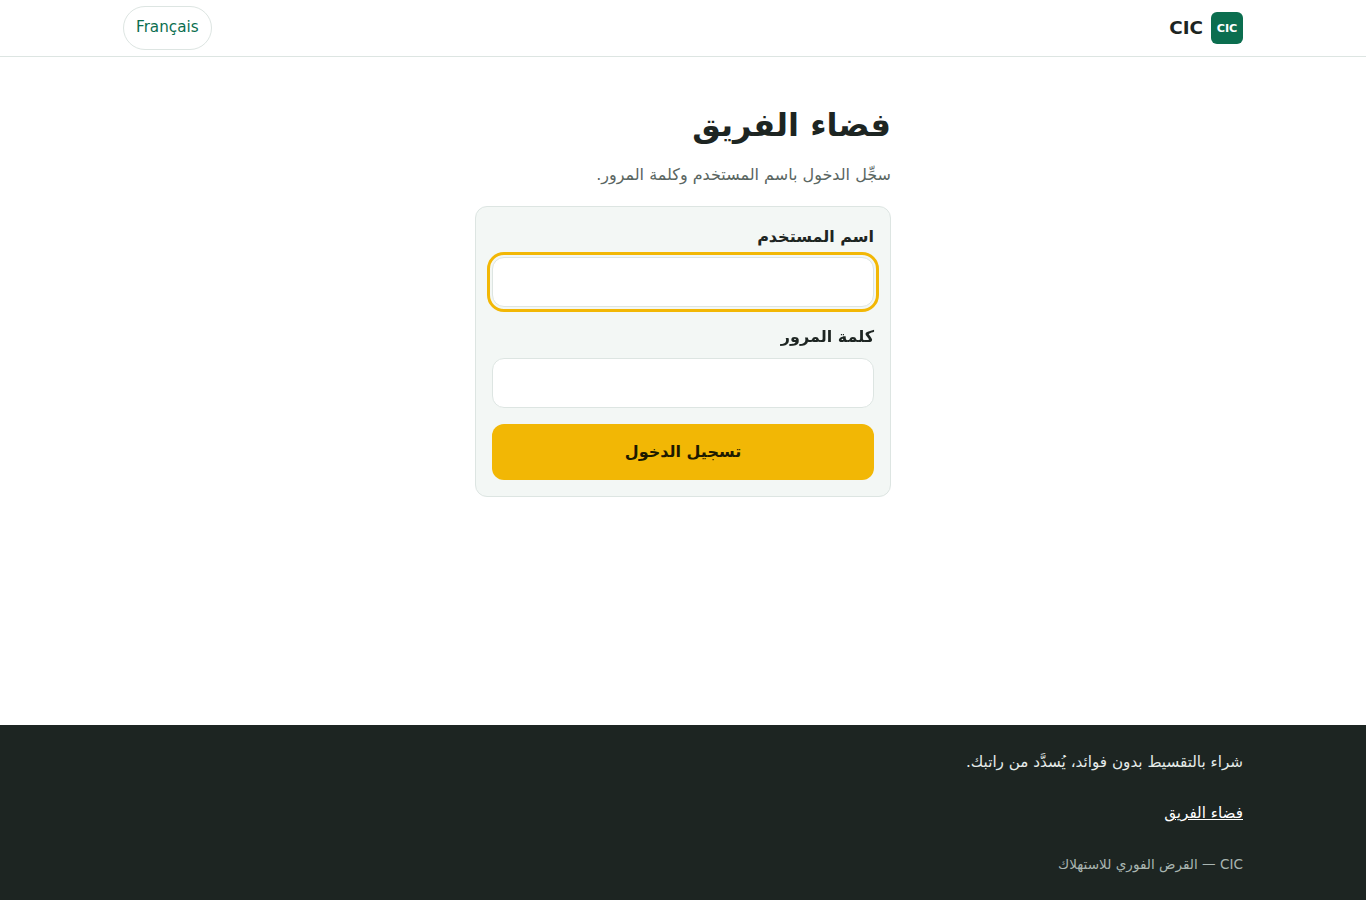 CIC CIC
Français
فضاء الفريق
سجِّل الدخول باسم المستخدم وكلمة المرور.
اسم المستخدم
كلمة المرور
تسجيل الدخول
شراء بالتقسيط بدون فوائد، يُسدَّد من راتبك.
فضاء الفريق
CIC — القرض الفوري للاستهلاك